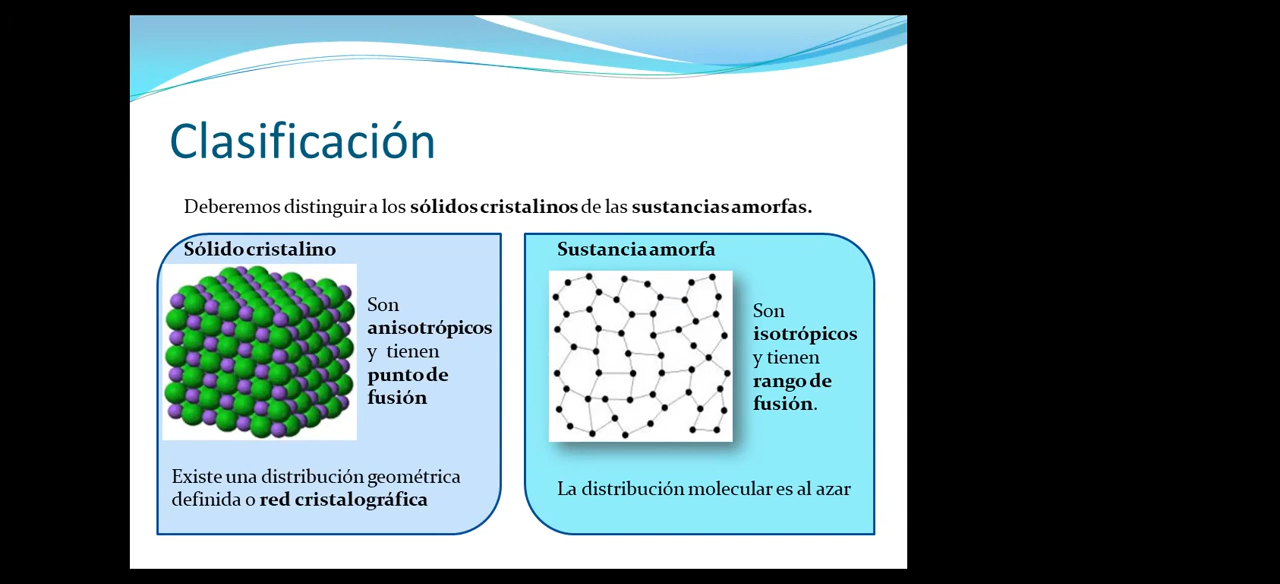 Clasificación
Deberemos distinguir a los sólidos cristalinos de las sustancias amorfas.
Sólido cristalino
Son
anisotrópicos
y tienen
punto de
fusión
Existe una distribución geométrica
definida o red cristalográfica
Sustancia amorfa
Son
isotrópicos
y tienen
rango de
fusión.
La distribución molecular es al azar